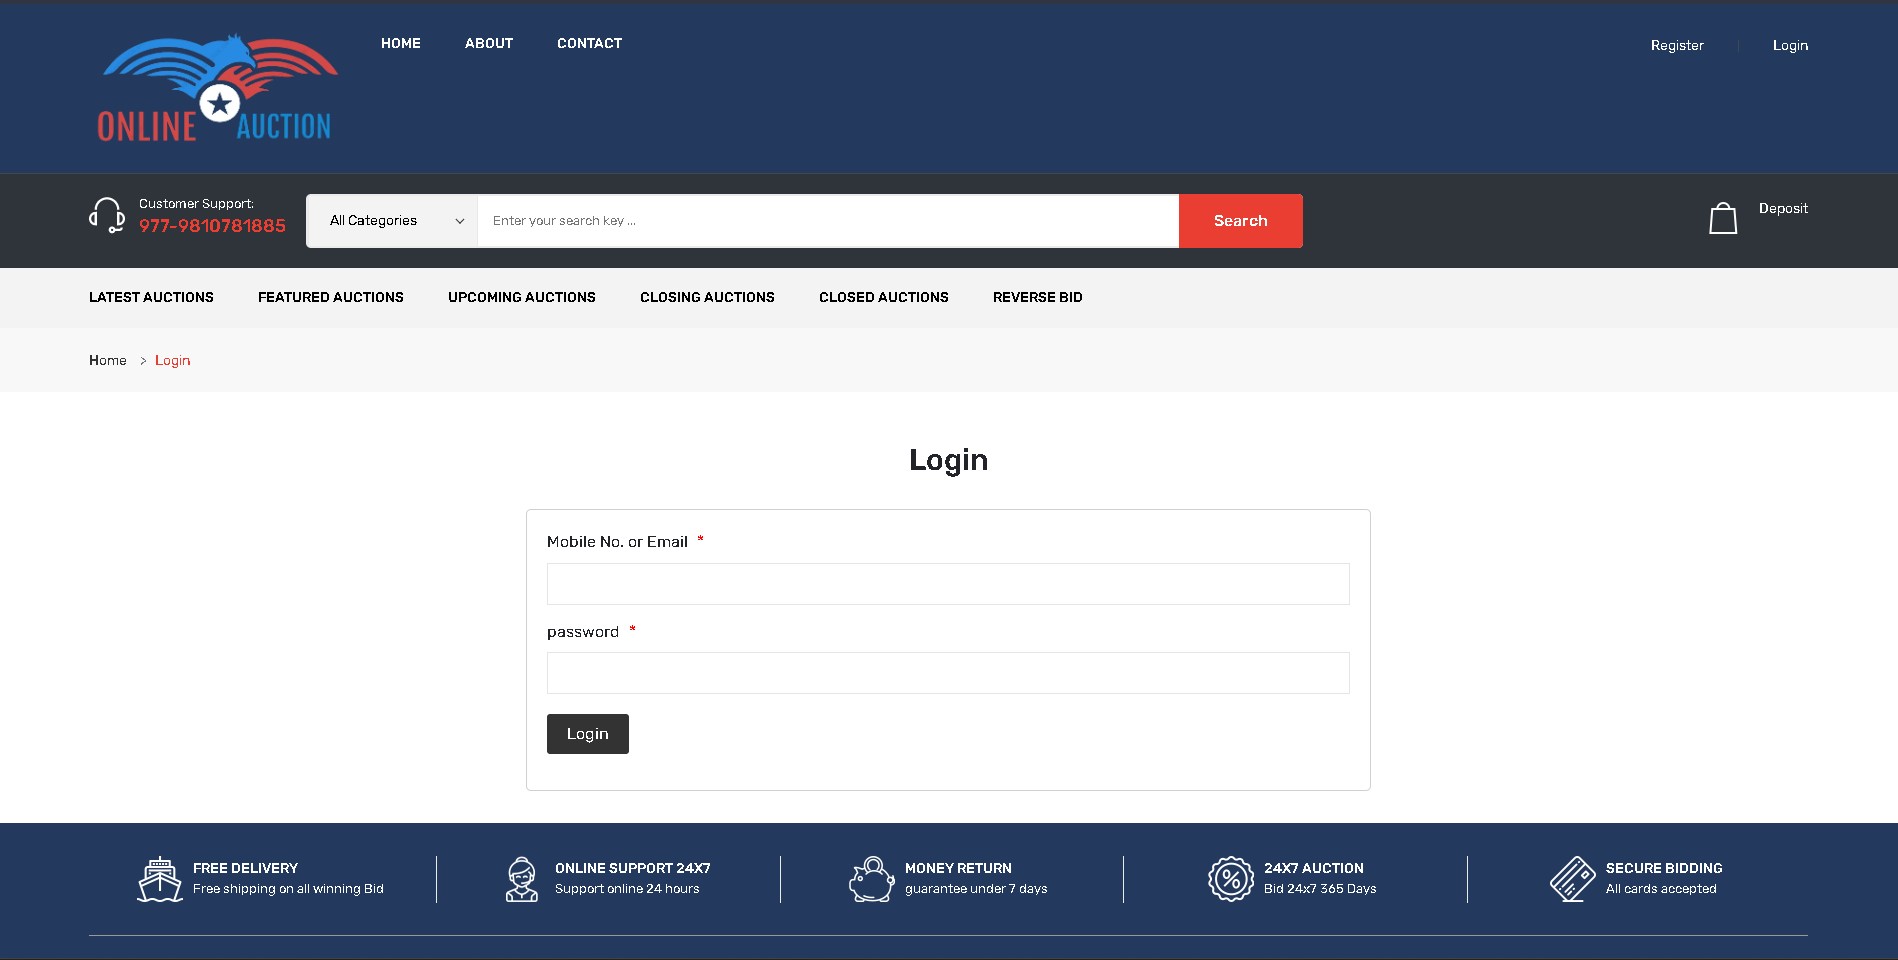 HOME ABOUT CONTACT
Register Login
ONLINE AUCTION
Customer Support:
977-9810781885
All Categories
Enter your search key ...
Search
Deposit
LATEST AUCTIONS FEATURED AUCTIONS UPCOMING AUCTIONS CLOSING AUCTIONS CLOSED AUCTIONS REVERSE BID
Home > Login
Login
Mobile No. or Email *
password *
Login
FREE DELIVERY
Free shipping on all winning Bid
ONLINE SUPPORT 24X7
Support online 24 hours
MONEY RETURN
guarantee under 7 days
24X7 AUCTION
Bid 24x7 365 Days
SECURE BIDDING
All cards accepted